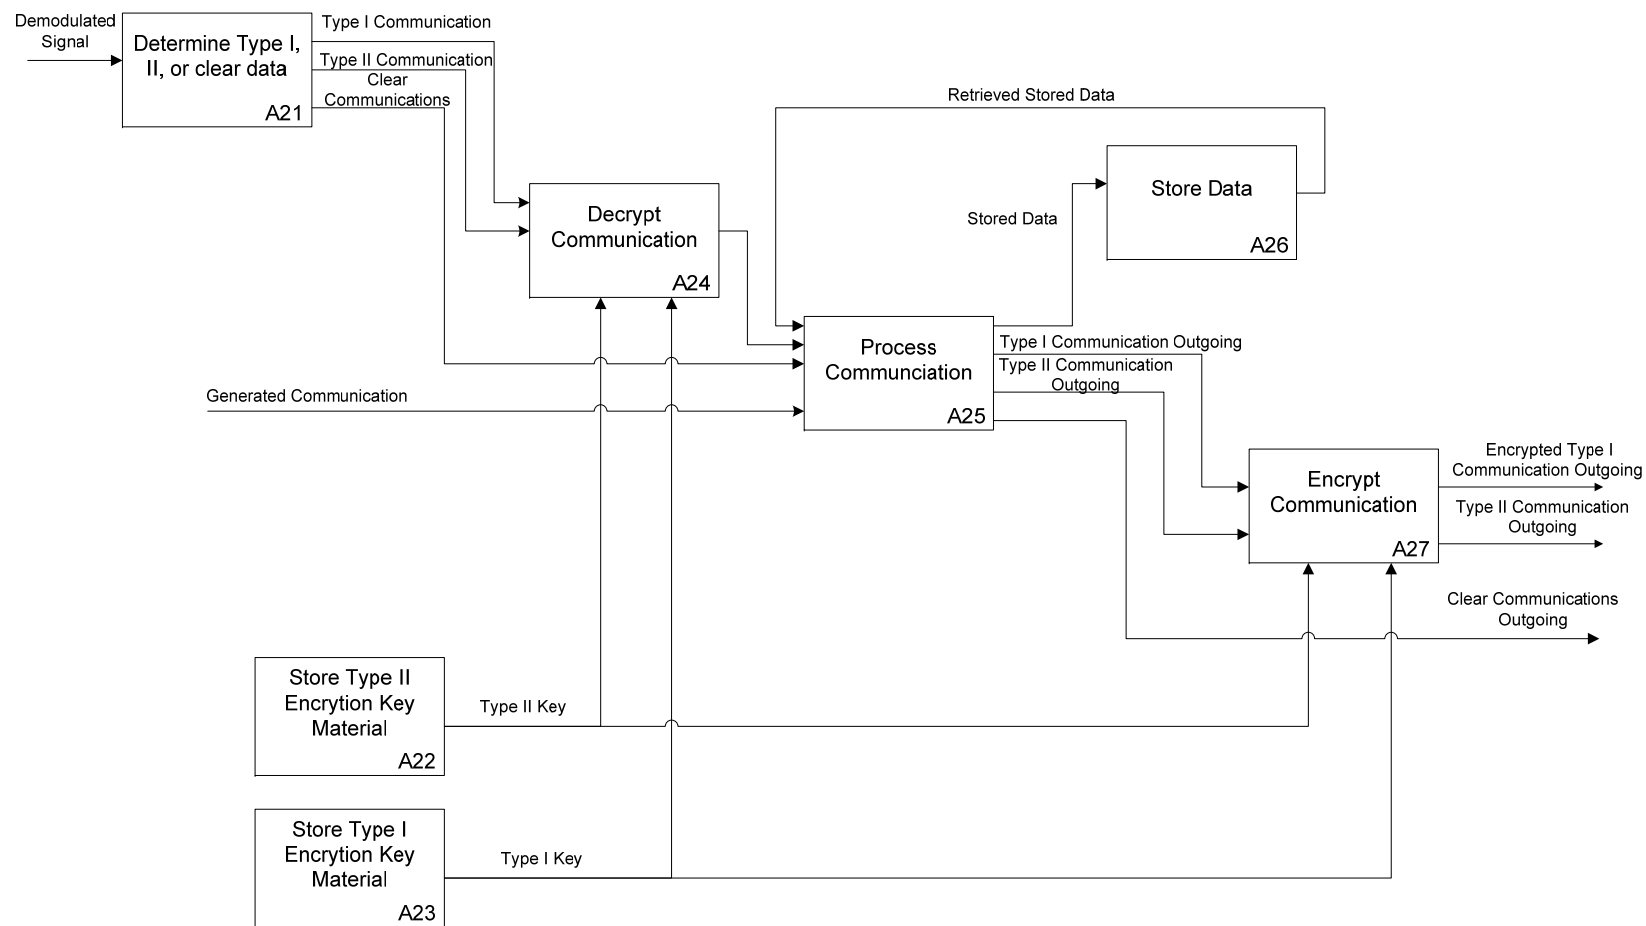 Demodulated
Signal
Determine Type I,
II, or clear data
A21
Type I Communication
Type II Communication
Clear
Communications
Retrieved Stored Data
Store Data
A26
Stored Data
Decrypt
Communication
A24
Process
Communciation
A25
Type I Communication Outgoing
Type II Communication
Outgoing
Generated Communication
Encrypt
Communication
A27
Encrypted Type I
Communication Outgoing
Type II Communication
Outgoing
Clear Communications
Outgoing
Store Type II
Encrytion Key
Material
A22
Type II Key
Store Type I
Encrytion Key
Material
A23
Type I Key